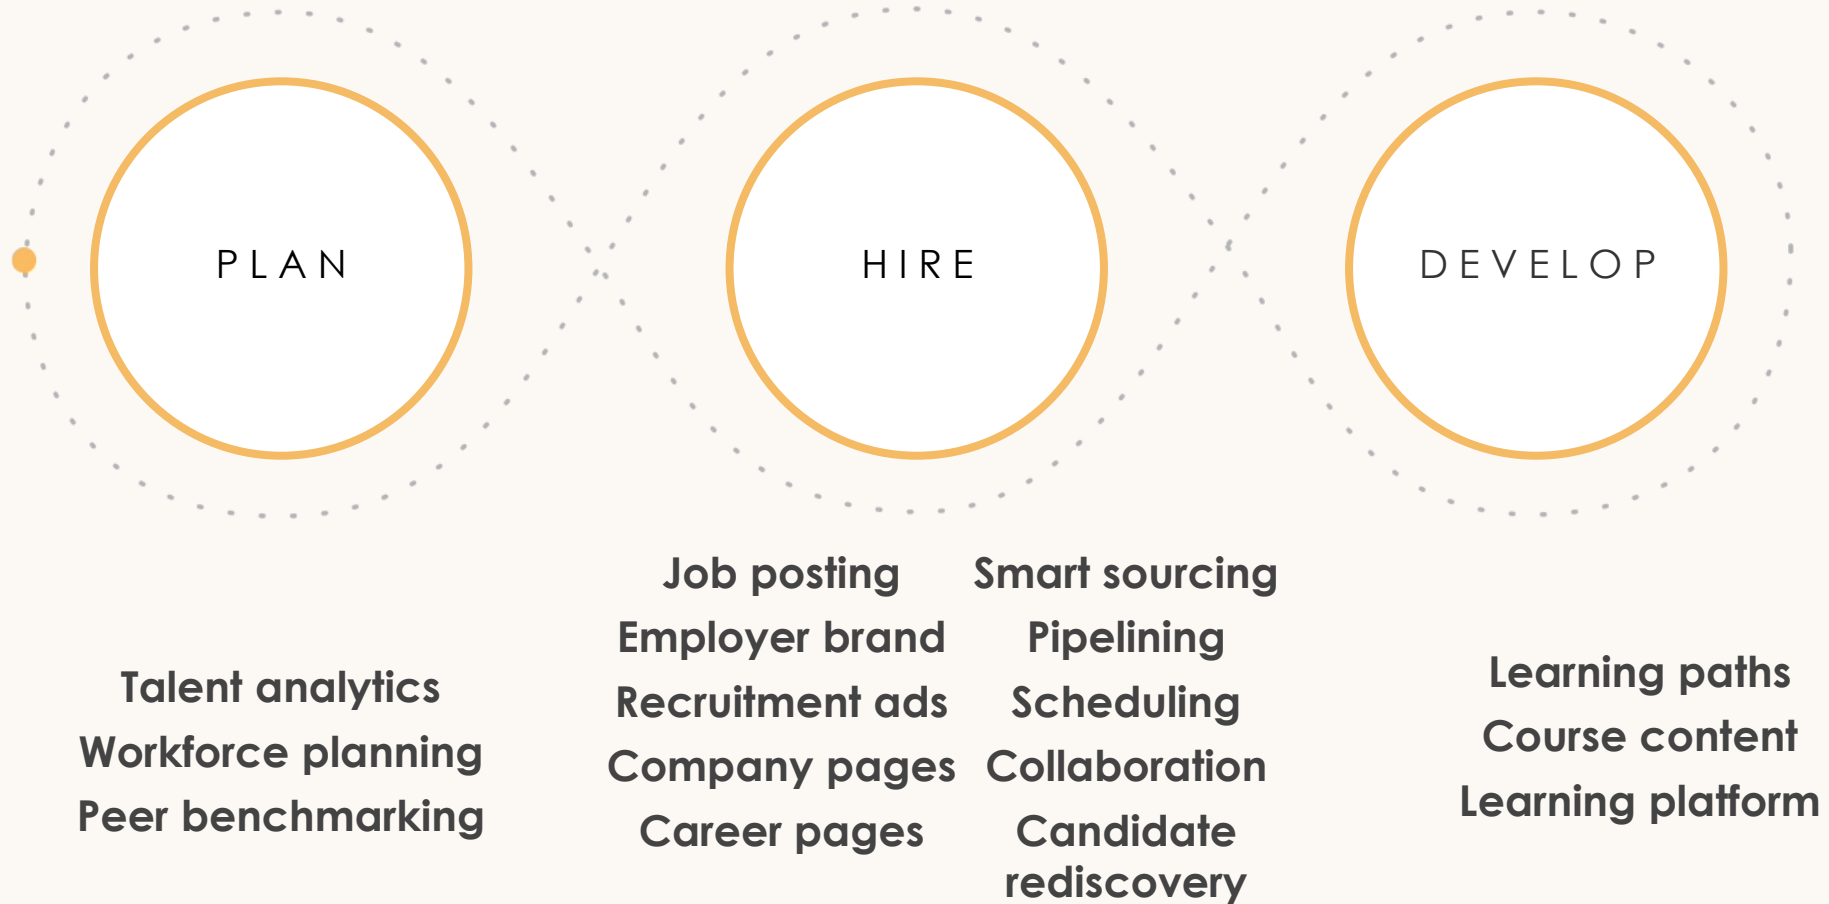 PLAN
HIRE
DEVELOP
Talent analytics
Workforce planning
Peer benchmarking
Job posting
Employer brand
Recruitment ads
Company pages
Career pages
Smart sourcing
Pipelining
Scheduling
Collaboration
Candidate
rediscovery
Learning paths
Course content
Learning platform